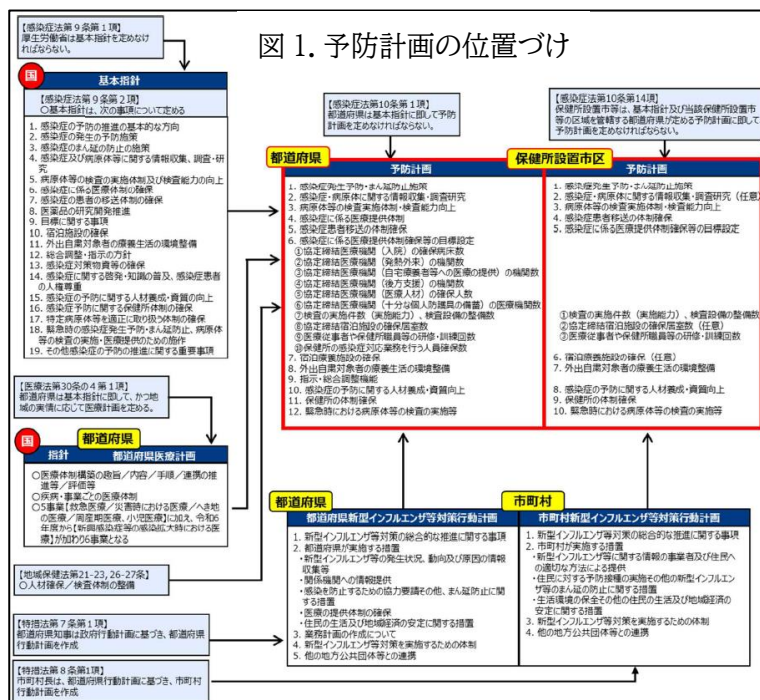 図1. 予防計画の位置づけ
【感染症法第９条第１項】
厚生労働省は基本指針を定めなけ
ればならない。
国
基本指針
【感染症法第９条第２項】
○基本指針は、次の事項について定める
1. 感染症の予防の推進の基本的な方向
2. 感染症の発生の予防施策
3. 感染症のまん延の防止の施策
4. 感染症及び病原体等に関する情報収集、調査・研
究
5. 病原体等の検査の実施体制及び検査能力の向上
6. 感染症に係る医療体制の確保
7. 感染症の患者の移送体制の確保
8. 医薬品の研究開発推進
9. 目標に関する事項
10. 宿泊施設の確保
11. 外出自粛対象者の療養生活の環境整備
12. 総合調整・指示の方針
13. 感染症対策物資等の確保
14. 感染症に関する啓発・知識の普及、感染症患者
の人権尊重
15. 感染症の予防に関する人材養成・資質の向上
16. 感染症の予防に関する保健所体制の確保
17. 特定病原体等を適正に取り扱う体制の確保
18. 緊急時の感染症発生予防・まん延防止、病原体
等の検査の実施・医療提供のための施作
19. その他感染症の予防の推進に関する重要事項
【医療法第30条の４第１項】
都道府県は基本指針に即して、かつ地
域の実情に応じて医療計画を定める。
国
都道府県
指針
都道府県医療計画
○医療体制構築の趣旨／内容／手順／連携の推
進等／評価等
○疾病・事業ごとの医療体制
○5事業【救急医療／災害時における医療／へき地
の医療／周産期医療、小児医療】に加え、令和6
年度から【新興感染症等の感染拡大時における医
療】が加わり6事業となる
【地域保健法第21-23, 26-27条】
○人材確保／検査体制の整備
【特措法第７条第１項】
都道府県知事は政府行動計画に基づき、都道府県
行動計画を作成
【特措法第８条第1項】
市町村長は、都道府県行動計画に基づき、市町村
行動計画を作成
【感染症法第10条第１項】
都道府県は基本指針に即して予防
計画を定めなければならない。
都道府県
予防計画
1. 感染症発生予防・まん延防止施策
2. 感染症・病原体に関する情報収集・調査研究
3. 病原体等の検査実施体制・検査能力向上
4. 感染症に係る医療提供体制
5. 感染症患者移送の体制確保
6. 感染症に係る医療提供体制確保等の目標設定
①協定締結医療機関（入院）の確保病床数
②協定締結医療機関（発熱外来）の機関数
③協定締結医療機関（自宅療養者等への医療の提供）の機関数
④協定締結医療機関（後方支援）の機関数
⑤協定締結医療機関（医療人材）の確保人数
⑥協定締結医療機関（十分な個人防護具の備蓄）の医療機関数
⑦検査の実施件数（実施能力）、検査設備の整備数
⑧協定締結宿泊施設の確保居室数
⑨医療従事者や保健所職員等の研修・訓練回数
⑩保健所の感染症対応業務を行う人員確保数
7. 宿泊療養施設の確保
8. 外出自粛対象者の療養生活の環境整備
9. 指示・総合調整機能
10. 感染症の予防に関する人材養成・資質向上
11. 保健所の体制確保
12. 緊急時における病原体等の検査の実施等
【感染症法第10条第14項】
保健所設置市等は、基本指針及び当該保健所設置市
等の区域を管轄する都道府県が定める予防計画に即して
予防計画を定めなければならない。
保健所設置市区
予防計画
1. 感染症発生予防・まん延防止施策
2. 感染症・病原体に関する情報収集・調査研究（任意）
3. 病原体等の検査実施体制・検査能力向上
4. 感染症患者移送の体制確保
5. 感染症に係る医療提供体制確保等の目標設定
①検査の実施件数（実施能力）、検査設備の整備数
②協定締結宿泊施設の確保居室数（任意）
③医療従事者や保健所職員等の研修・訓練回数
6. 宿泊療養施設の確保（任意）
7. 外出自粛対象者の療養生活の環境整備
8. 感染症の予防に関する人材養成・資質向上
9. 保健所の体制確保
10. 緊急時における病原体等の検査の実施等
都道府県
都道府県新型インフルエンザ等対策行動計画
1. 新型インフルエンザ等対策の総合的な推進に関する事項
2. 都道府県が実施する措置
・新型インフルエンザ等の発生状況、動向及び原因の情報
収集等
・関係機関への情報提供
・感染を防止するための協力要請その他、まん延防止に関
する措置
・医療の提供体制の確保
・住民の生活及び地域経済の安定に関する措置
3. 業務計画の作成について
4. 新型インフルエンザ等対策を実施するための体制
5. 他の地方公共団体等との連携
市町村
市町村新型インフルエンザ等対策行動計画
1. 新型インフルエンザ等対策の総合的な推進に関する事項
2. 市町村が実施する措置
・新型インフルエンザ等に関する情報の事業者及び住民へ
の適切な方法による提供
・住民に対する予防接種の実施その他の新型インフルエン
ザ等のまん延の防止に関する措置
・生活環境の保全その他の住民の生活及び地域経済の
安定に関する措置
3. 新型インフルエンザ等対策を実施するための体制
4. 他の地方公共団体等との連携